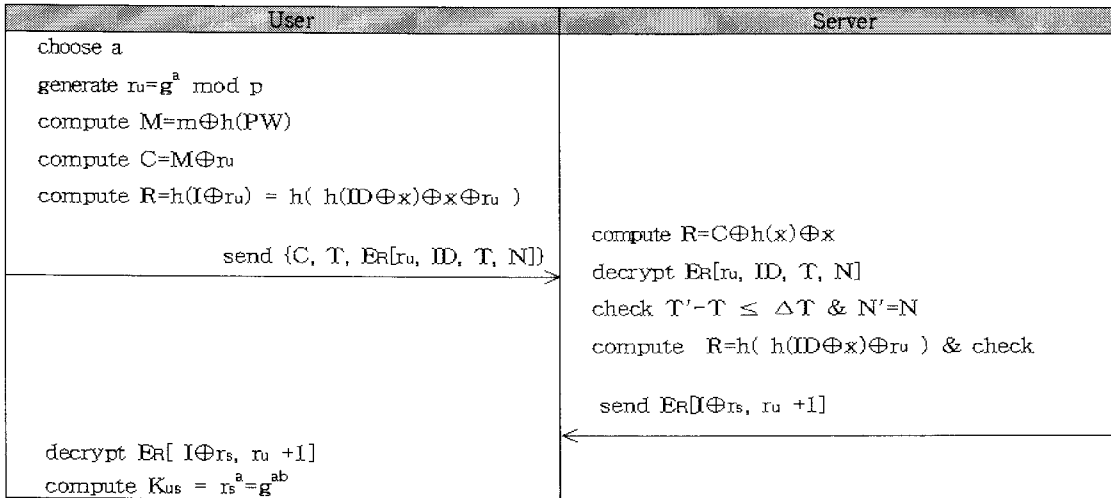 User
choose a
generate ru=g^a mod p
compute M=m⊕h(PW)
compute C=M⊕ru
compute R=h(I⊕ru) = h( h(ID⊕x)⊕x⊕ru )
send {C, T, ER[ru, ID, T, N]}
decrypt ER[ I⊕rs, ru +1]
compute Kus = rs^a=g^ab
Server
compute R=C⊕h(x)⊕x
decrypt ER[ru, ID, T, N]
check T'-T ≤ ΔT & N'=N
compute R=h( h(ID⊕x)⊕ru ) & check
send ER[I⊕rs, ru +1]